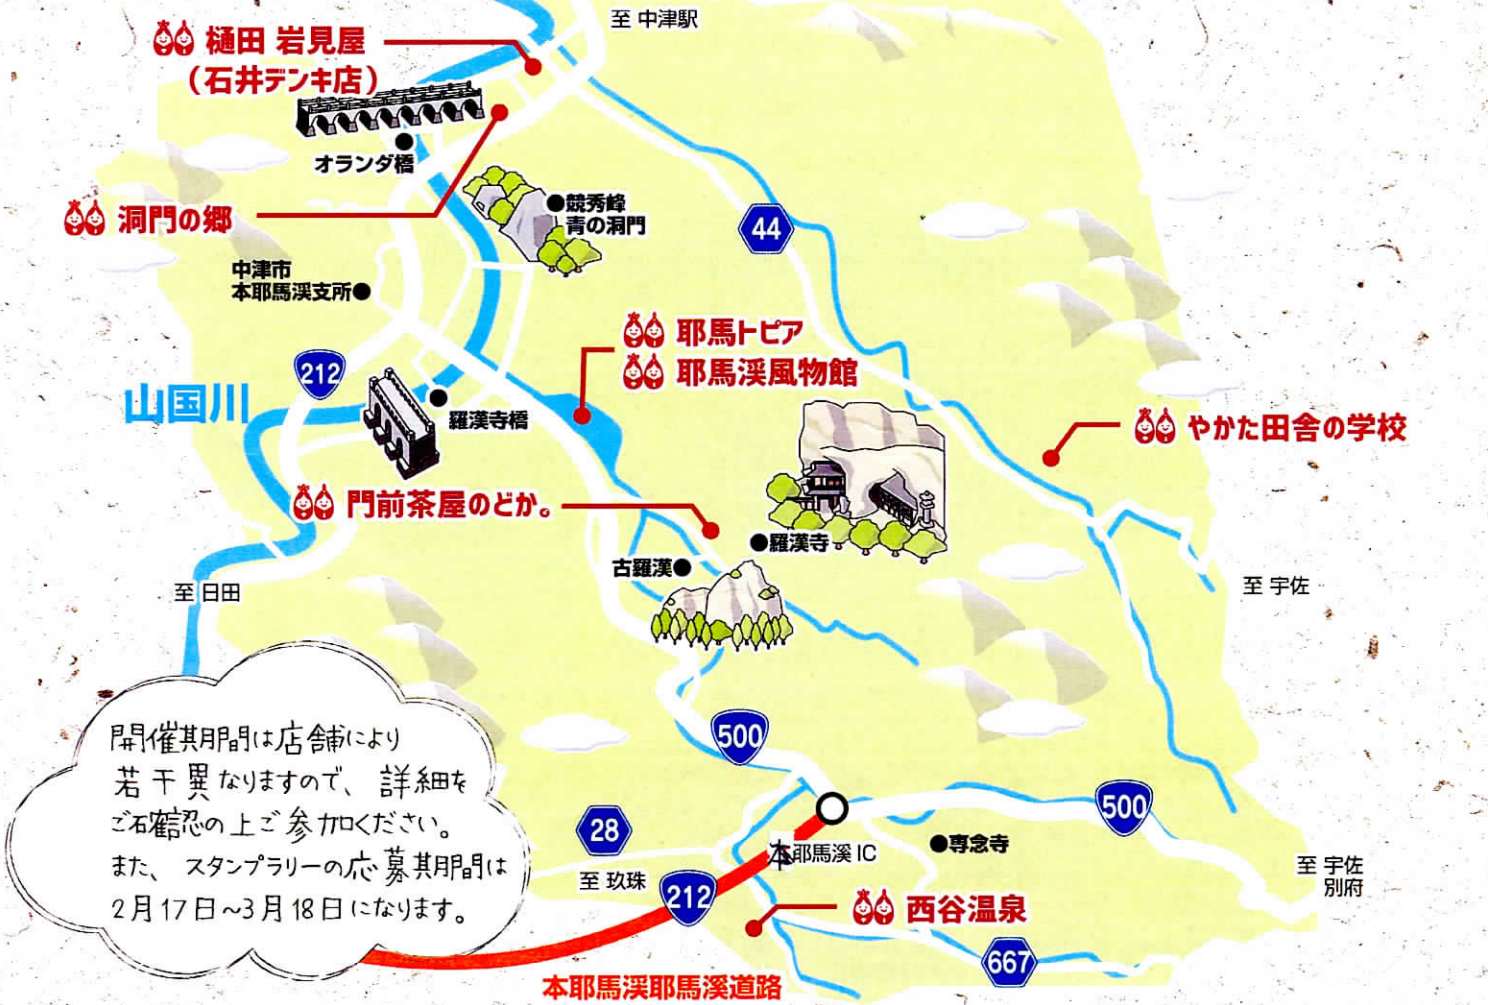 至 中津駅
樋田 岩見屋
(石井デンキ店)
オランダ橋
競秀峰
青の洞門
洞門の郷
44
中津市
本耶馬渓支所
耶馬トピア
耶馬渓風物館
212
山国川
羅漢寺橋
やかた田舎の学校
門前茶屋のどか。
羅漢寺
古羅漢
至 日田
至 宇佐
開催期間は店舗により
若干異なりますので、詳細を
ご確認の上ご参加ください。
また、スタンプラリーの応募期間は
2月17日~3月18日になります。
500
500
28
本耶馬渓 IC
専念寺
至 玖珠
212
至 宇佐
別府
西谷温泉
667
本耶馬渓耶馬溪道路